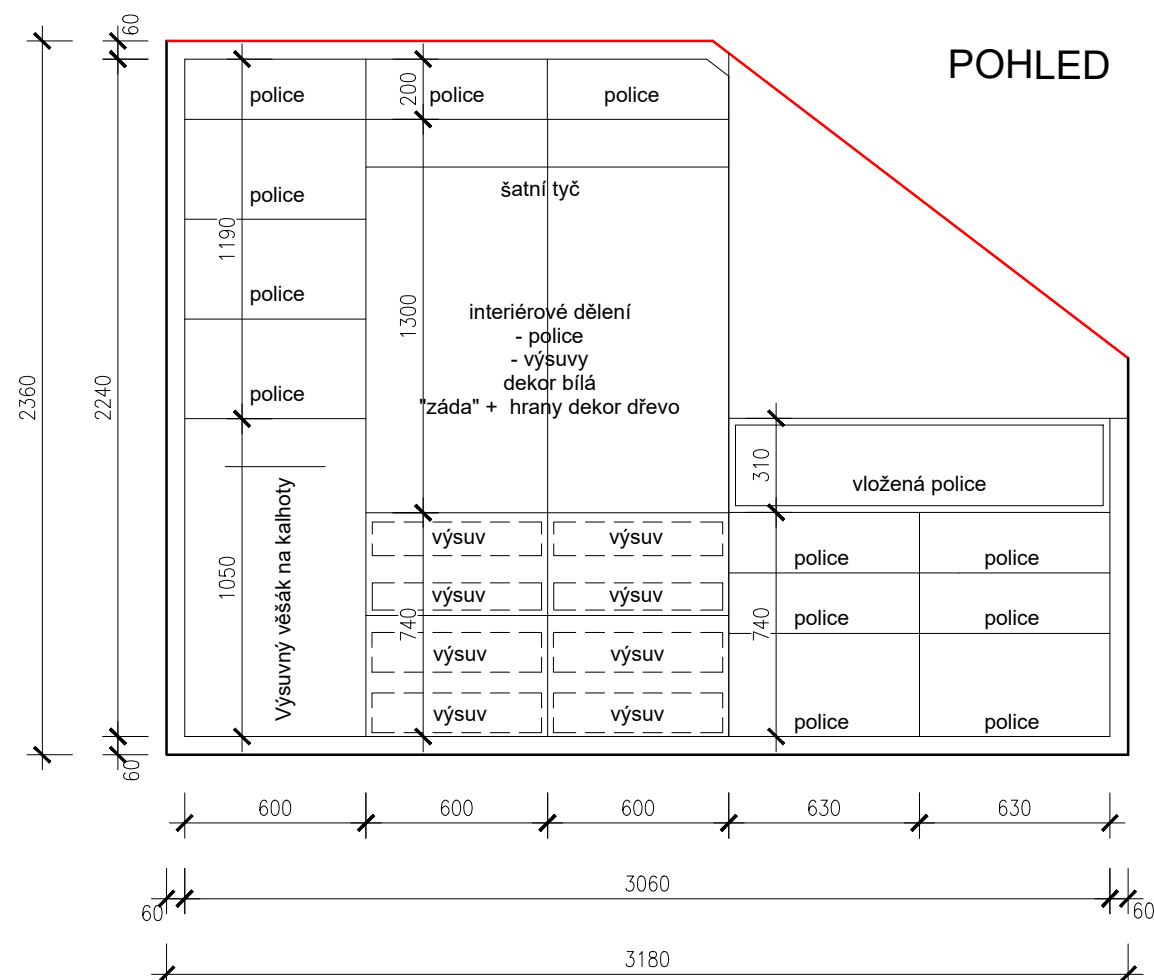 60
POHLED
police
200
police
police
police
šatní tyč
1190
police
interiérové dělení
- police
- výsuvy
dekor bílá
"záda" +  hrany dekor dřevo
1300
2360
2240
police
310
vložená police
Výsuvný věšák na kalhoty
1050
výsuv
výsuv
police
police
výsuv
výsuv
740
740
police
police
výsuv
výsuv
výsuv
výsuv
police
police
60
600
600
600
630
630
60
3060
60
3180